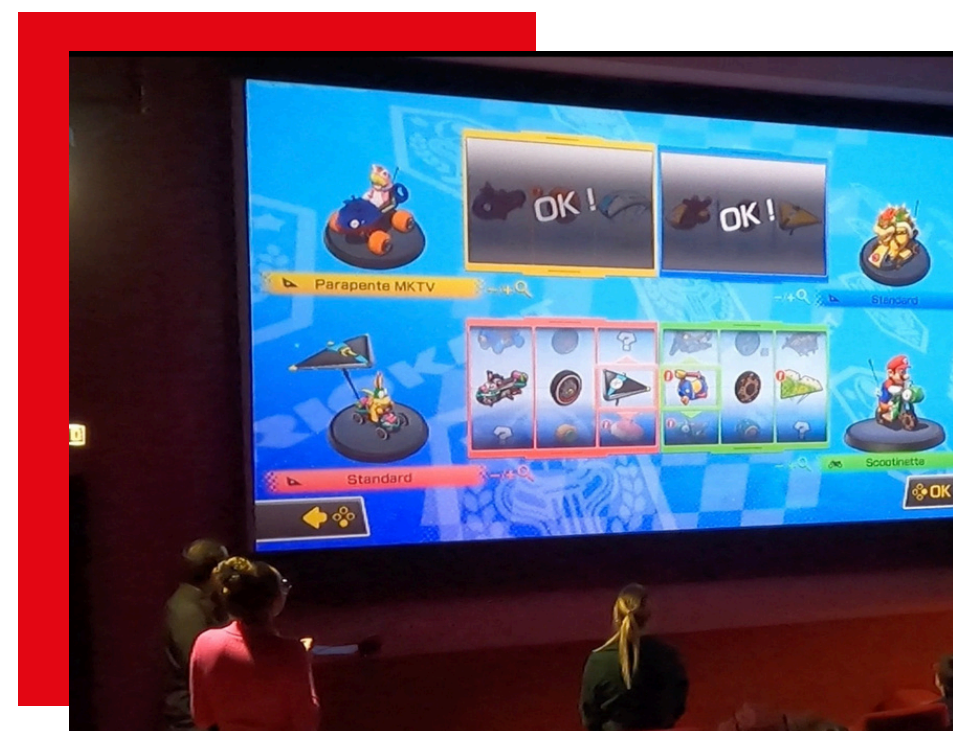 OK !
OK !
Parapente MKTV
Standard
Standard
Scootinette
OK